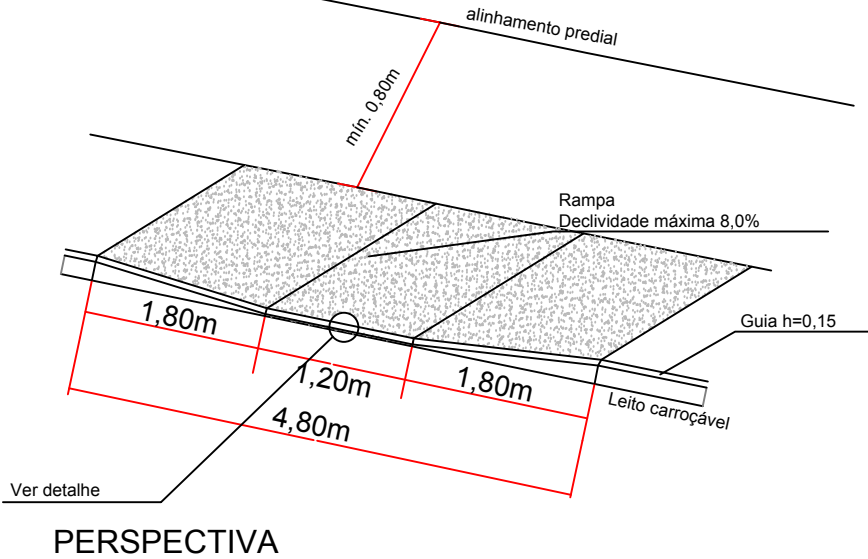 alinhamento predial
mín. 0,80m
Rampa
Declividade máxima 8,0%
1,80m
1,20m
1,80m
4,80m
Guia h=0,15
Leito carroçável
Ver detalhe
PERSPECTIVA